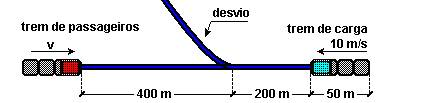 desvio
trem de passageiros
v
trem de carga
10 m/s
400 m
200 m
50 m